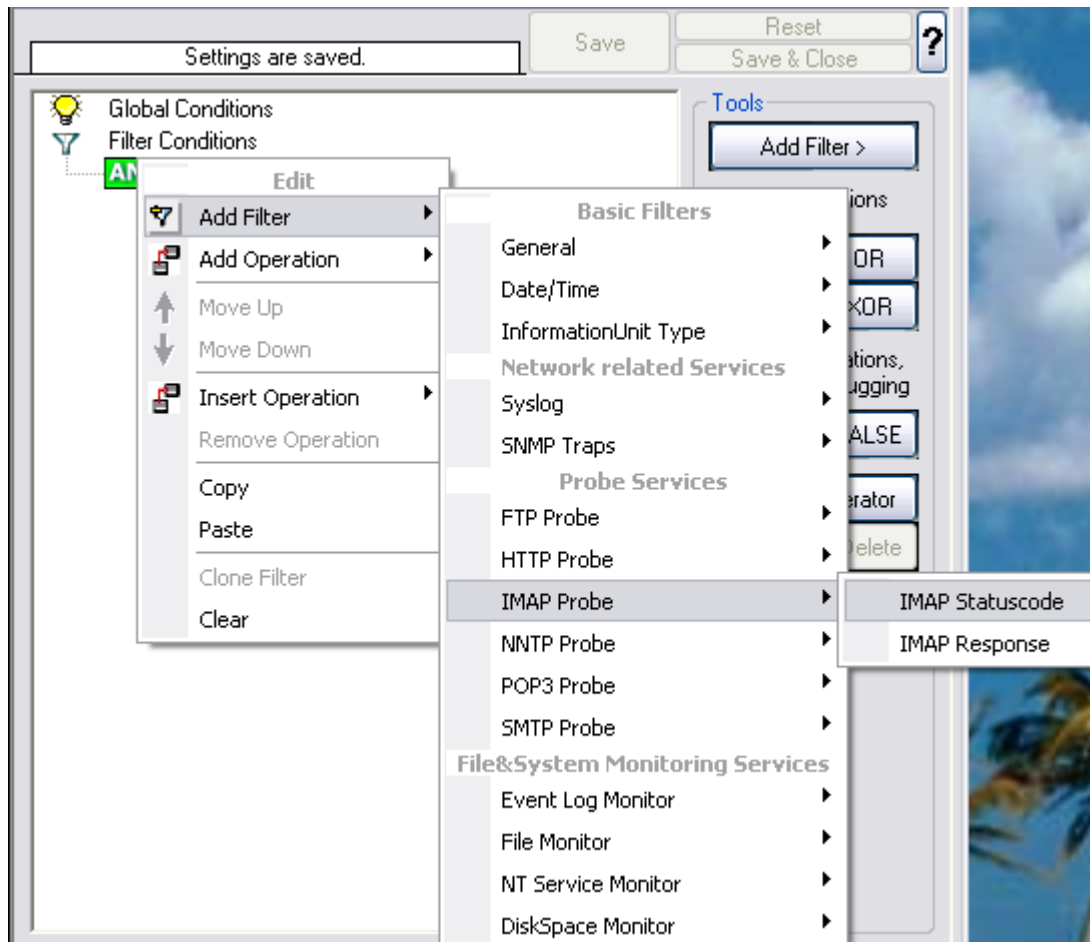 Settings are saved.
Save
Reset
Save & Close
?
Global Conditions
Filter Conditions
AN
Tools
Add Filter >
ions
OR
XOR
ations,
ugging
ALSE
erator
Delete
Edit
Add Filter
Add Operation
Move Up
Move Down
Insert Operation
Remove Operation
Copy
Paste
Clone Filter
Clear
Basic Filters
General
Date/Time
InformationUnit Type
Network related Services
Syslog
SNMP Traps
Probe Services
FTP Probe
HTTP Probe
IMAP Probe
NNTP Probe
POP3 Probe
SMTP Probe
File&System Monitoring Services
Event Log Monitor
File Monitor
NT Service Monitor
DiskSpace Monitor
IMAP Statuscode
IMAP Response